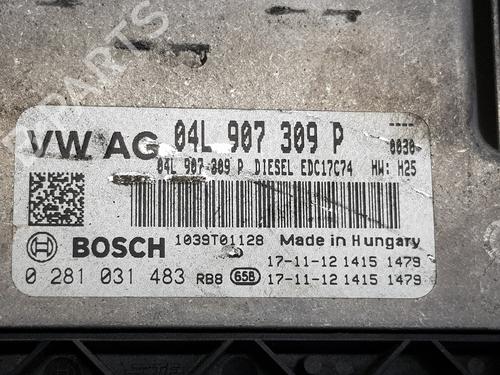 B PARTS
VW AG 04L 907 309 P
----
0030
04L 907 309 P DIESEL EDC17C74 HW: H25
BOSCH 1039T01128 Made in Hungary
0 281 031 483 RB8 65B
17-11-12 1415 1479
17-11-12 1415 1479